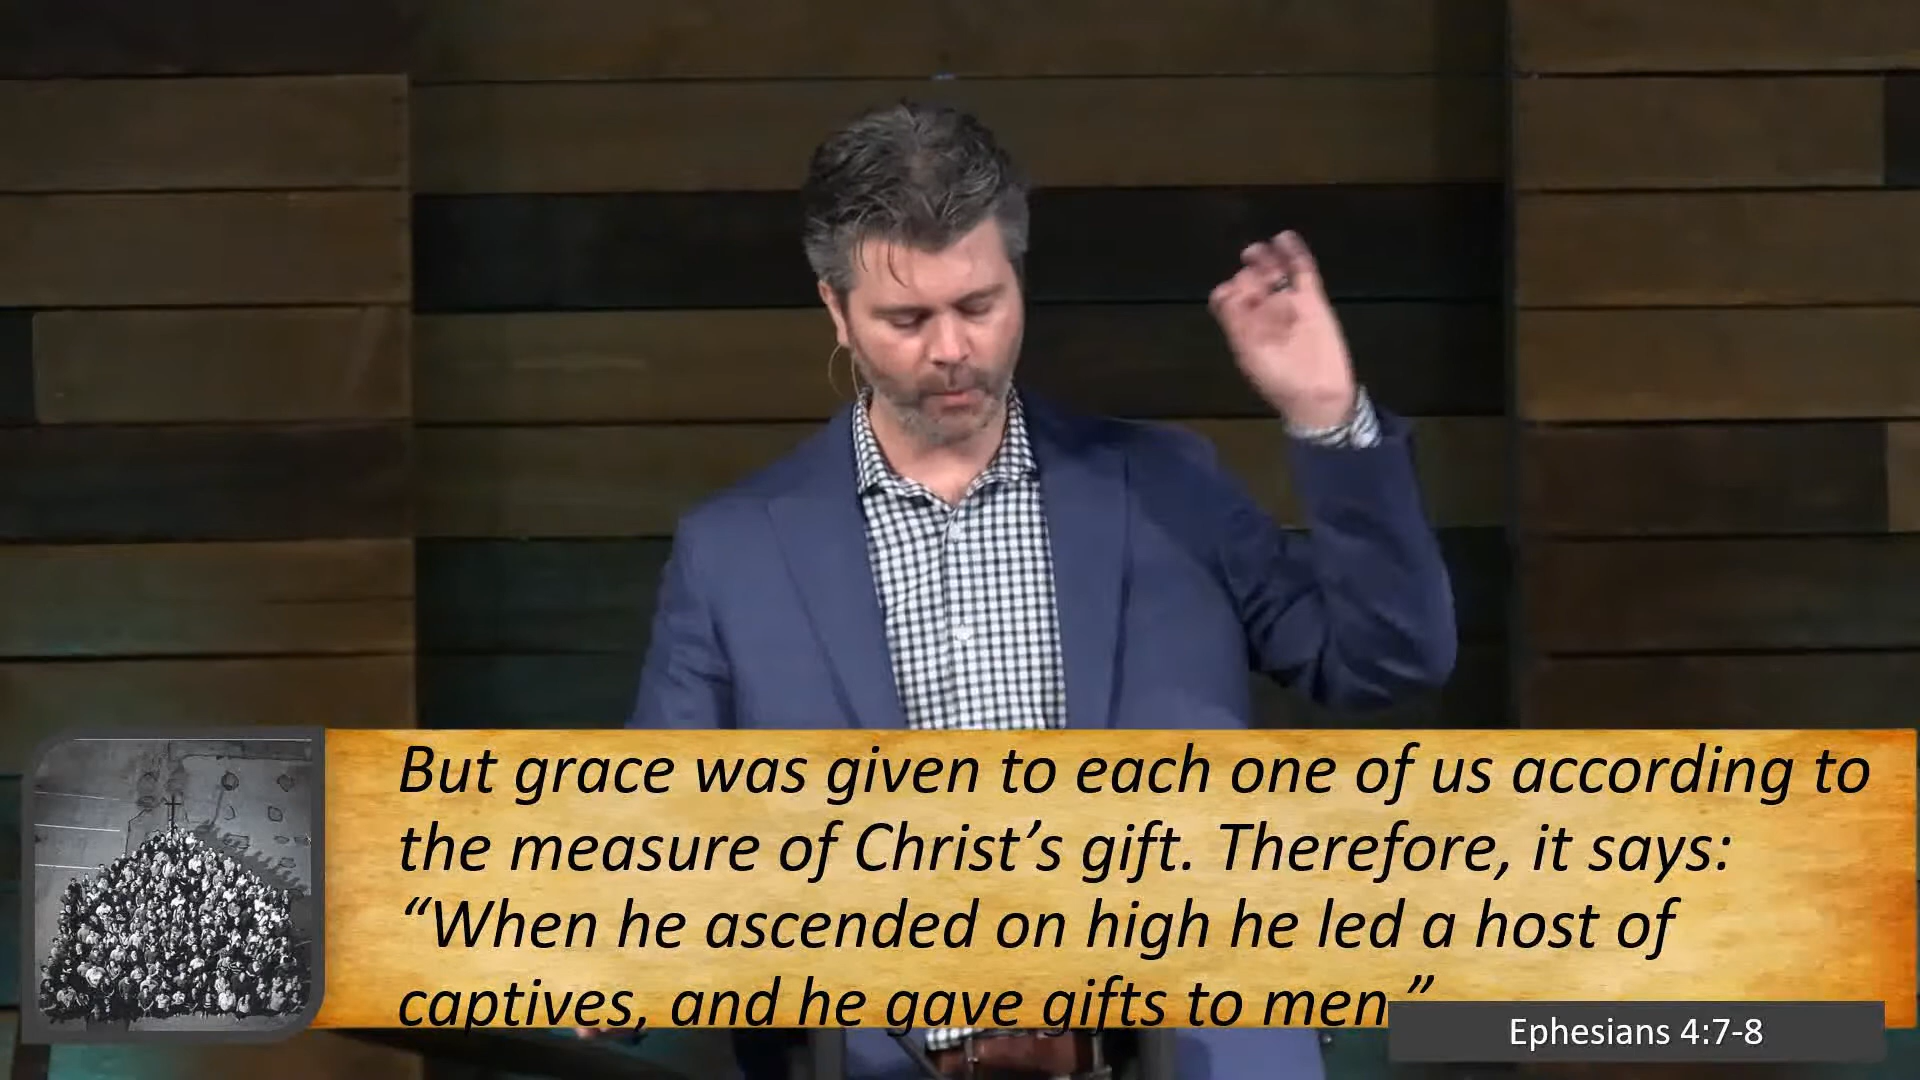 But grace was given to each one of us according to
the measure of Christ’s gift. Therefore, it says:
“When he ascended on high he led a host of
captives, and he gave gifts to men.”
Ephesians 4:7-8